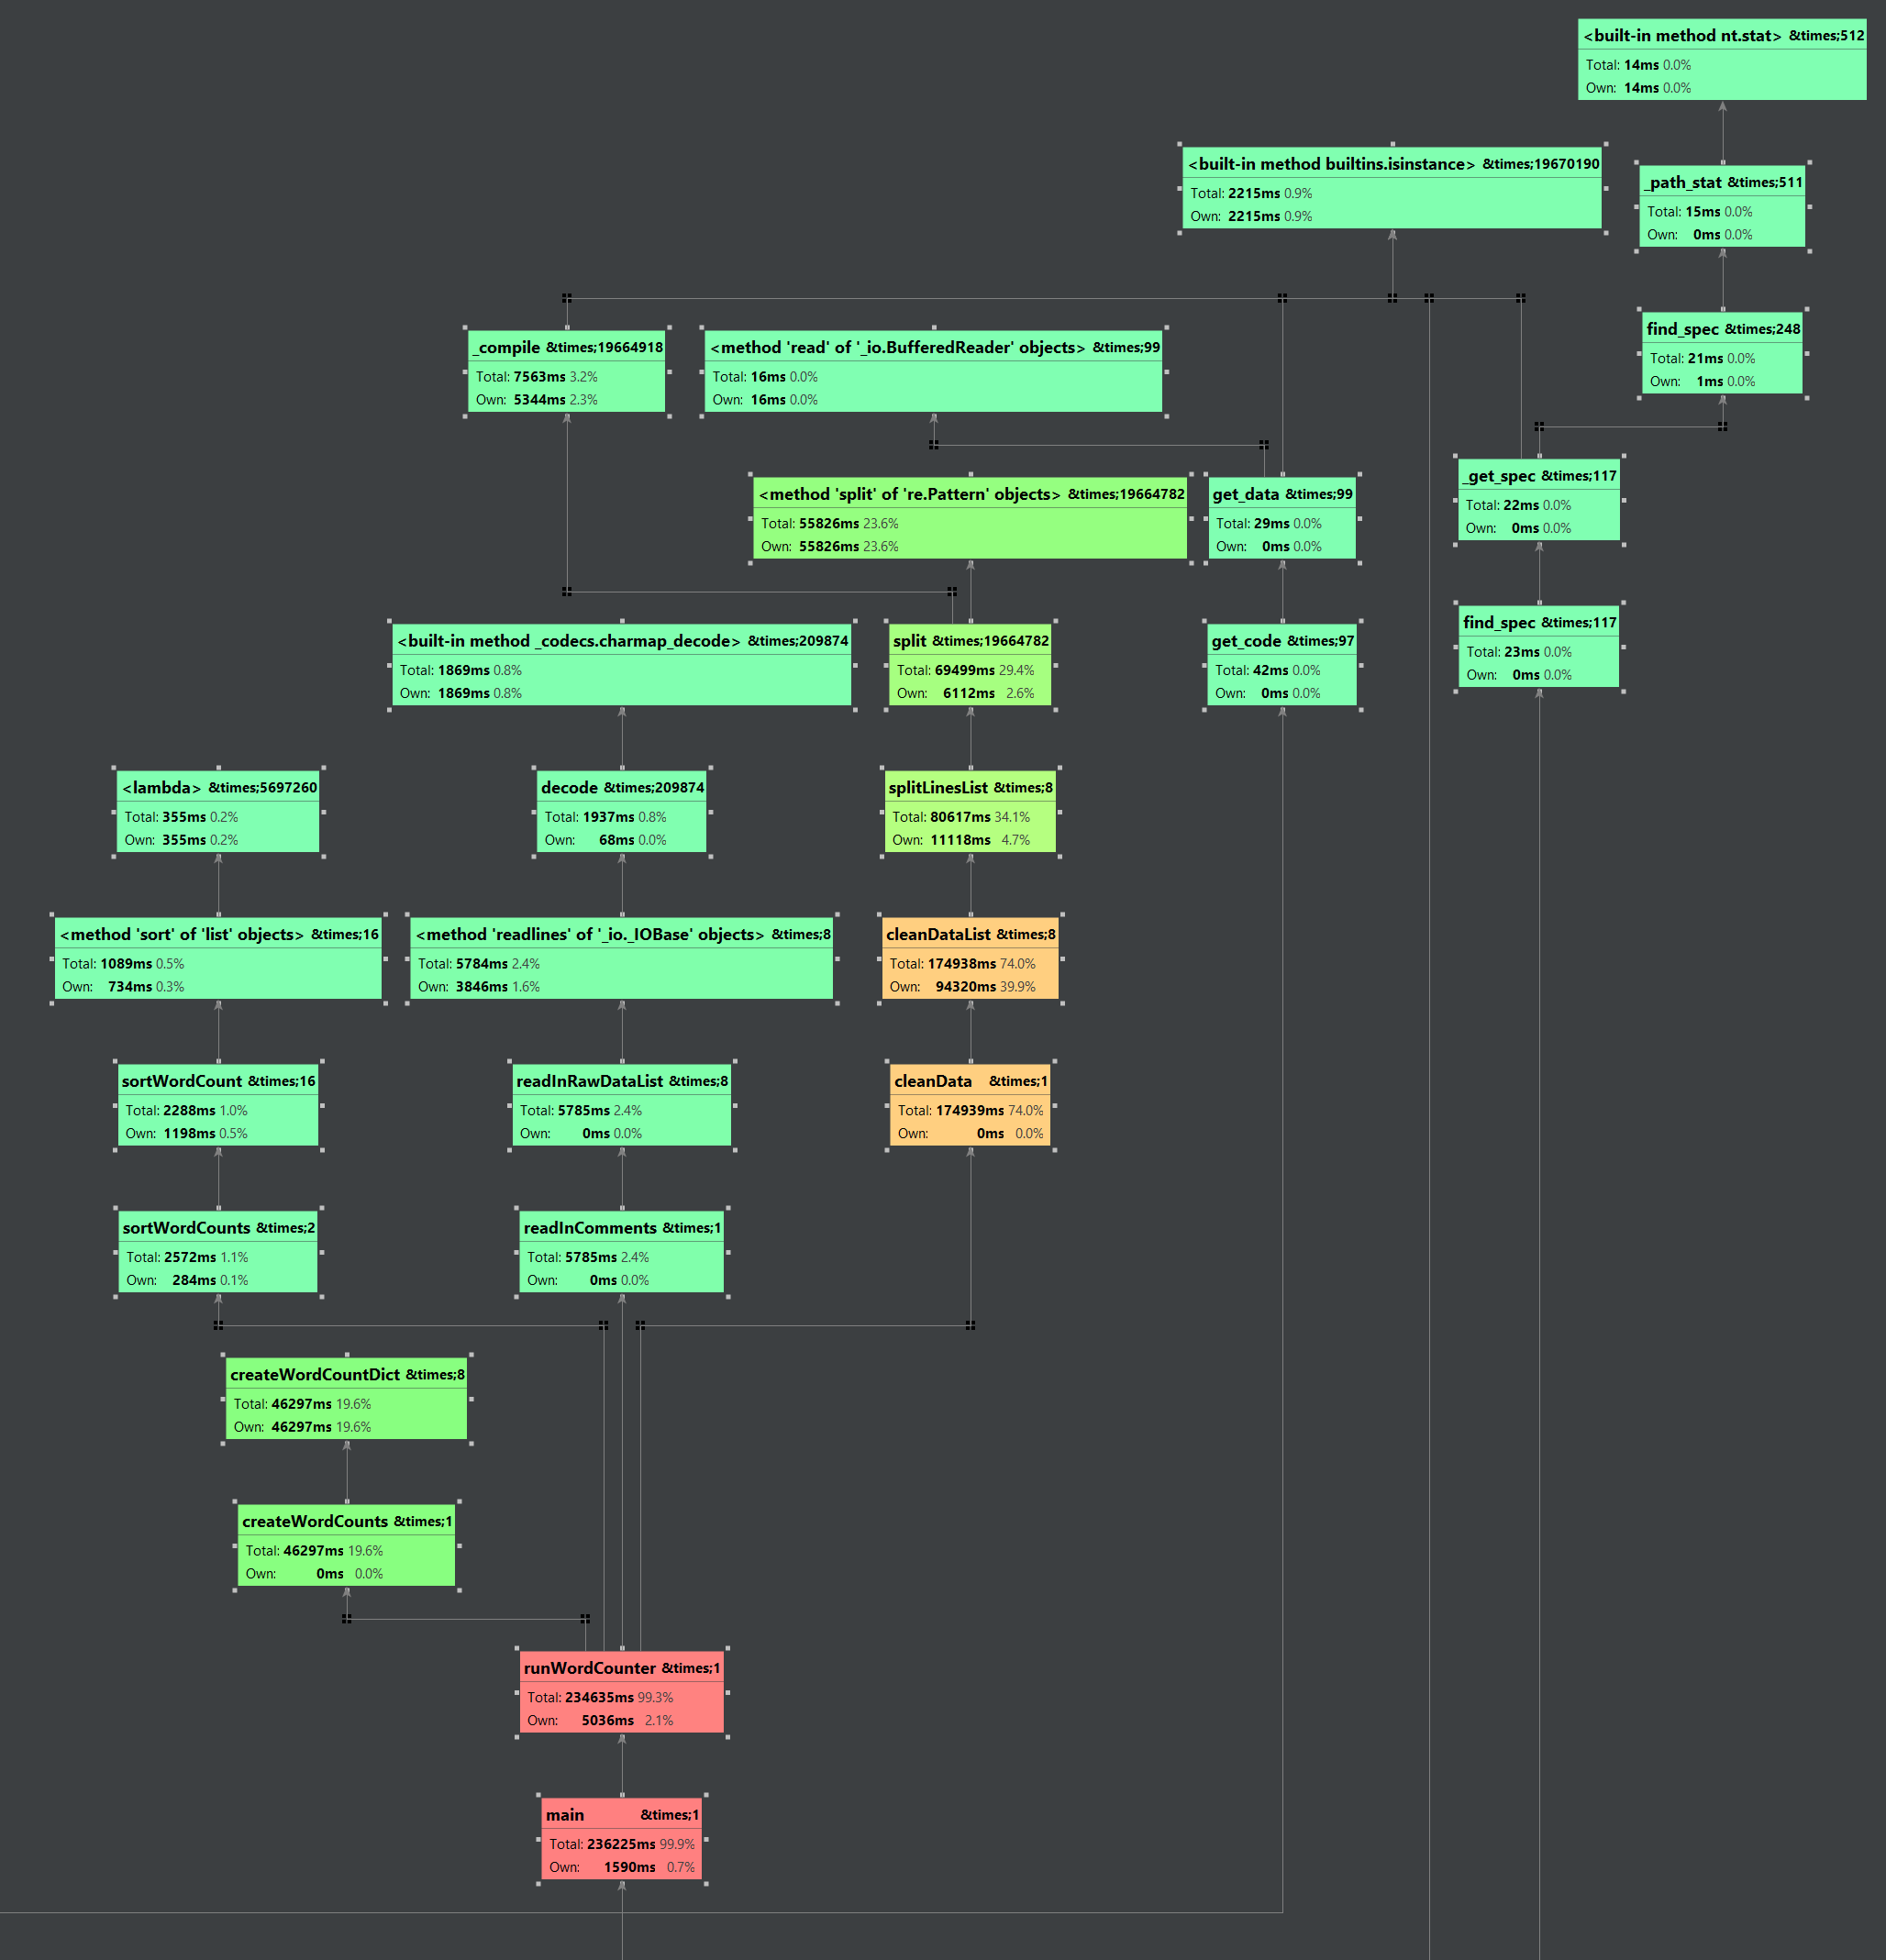 <built-in method nt.stat> &times;512
Total: 14ms 0.0%
Own: 14ms 0.0%
<built-in method builtins.isinstance> &times;19670190
Total: 2215ms 0.9%
Own: 2215ms 0.9%
_path_stat &times;511
Total: 15ms 0.0%
Own: 0ms 0.0%
find_spec &times;248
Total: 21ms 0.0%
Own: 1ms 0.0%
_compile &times;19664918
Total: 7563ms 3.2%
Own: 5344ms 2.3%
<method 'read' of '_io.BufferedReader' objects> &times;99
Total: 16ms 0.0%
Own: 16ms 0.0%
_get_spec &times;117
Total: 22ms 0.0%
Own: 0ms 0.0%
<method 'split' of 're.Pattern' objects> &times;19664782
Total: 55826ms 23.6%
Own: 55826ms 23.6%
get_data &times;99
Total: 29ms 0.0%
Own: 0ms 0.0%
find_spec &times;117
Total: 23ms 0.0%
Own: 0ms 0.0%
<built-in method _codecs.charmap_decode> &times;209874
Total: 1869ms 0.8%
Own: 1869ms 0.8%
split &times;19664782
Total: 69499ms 29.4%
Own: 6112ms 2.6%
get_code &times;97
Total: 42ms 0.0%
Own: 0ms 0.0%
<lambda> &times;5697260
Total: 355ms 0.2%
Own: 355ms 0.2%
decode &times;209874
Total: 1937ms 0.8%
Own: 68ms 0.0%
splitLinesList &times;8
Total: 80617ms 34.1%
Own: 11118ms 4.7%
<method 'sort' of 'list' objects> &times;16
Total: 1089ms 0.5%
Own: 734ms 0.3%
<method 'readlines' of '_io._IOBase' objects> &times;8
Total: 5784ms 2.4%
Own: 3846ms 1.6%
cleanDataList &times;8
Total: 174938ms 74.0%
Own: 94320ms 39.9%
sortWordCount &times;16
Total: 2288ms 1.0%
Own: 1198ms 0.5%
readInRawDataList &times;8
Total: 5785ms 2.4%
Own: 0ms 0.0%
cleanData &times;1
Total: 174939ms 74.0%
Own: 0ms 0.0%
sortWordCounts &times;2
Total: 2572ms 1.1%
Own: 284ms 0.1%
readInComments &times;1
Total: 5785ms 2.4%
Own: 0ms 0.0%
createWordCountDict &times;8
Total: 46297ms 19.6%
Own: 46297ms 19.6%
createWordCounts &times;1
Total: 46297ms 19.6%
Own: 0ms 0.0%
runWordCounter &times;1
Total: 234635ms 99.3%
Own: 5036ms 2.1%
main &times;1
Total: 236225ms 99.9%
Own: 1590ms 0.7%